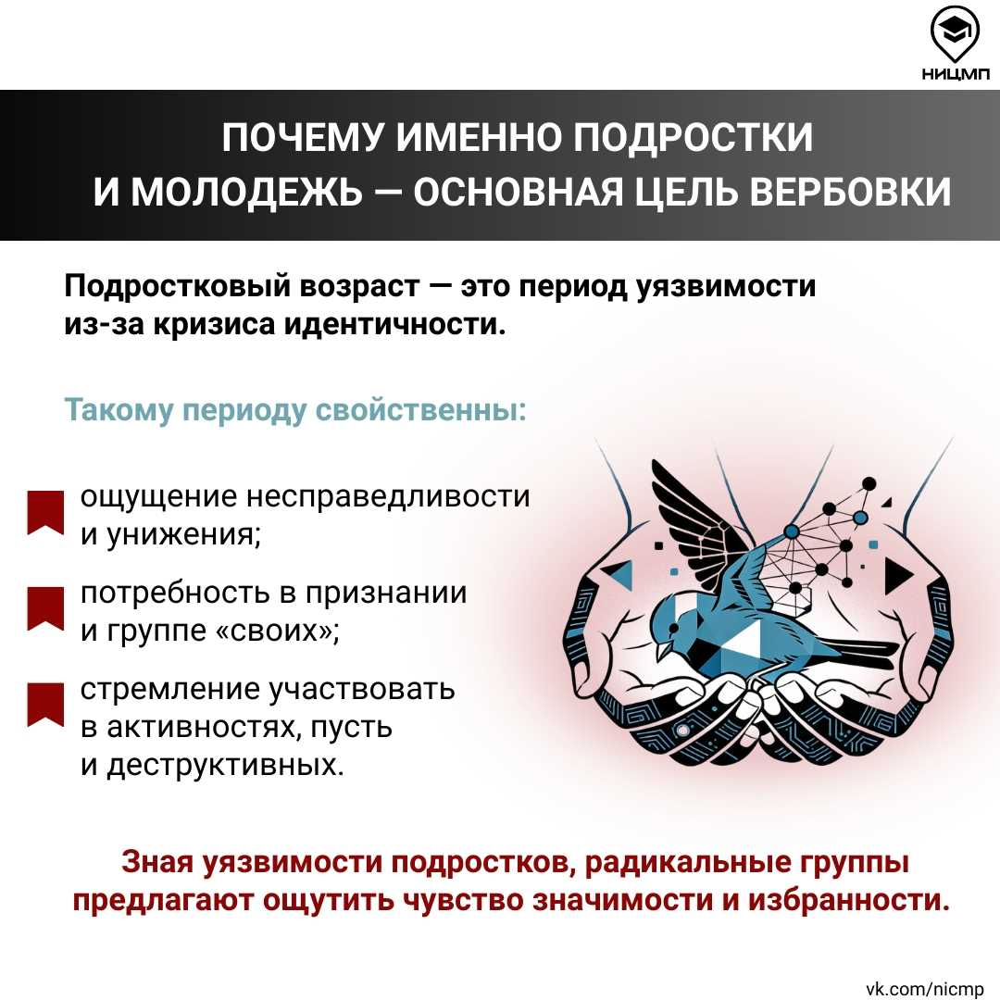 НИЦМП
ПОЧЕМУ ИМЕННО ПОДРОСТКИ
И МОЛОДЕЖЬ — ОСНОВНАЯ ЦЕЛЬ ВЕРБОВКИ
Подростковый возраст — это период уязвимости
из-за кризиса идентичности.
Такому периоду свойственны:
ощущение несправедливости
и унижения;
потребность в признании
и группе «своих»;
стремление участвовать
в активностях, пусть
и деструктивных.
Зная уязвимости подростков, радикальные группы
предлагают ощутить чувство значимости и избранности.
vk.com/nicmp